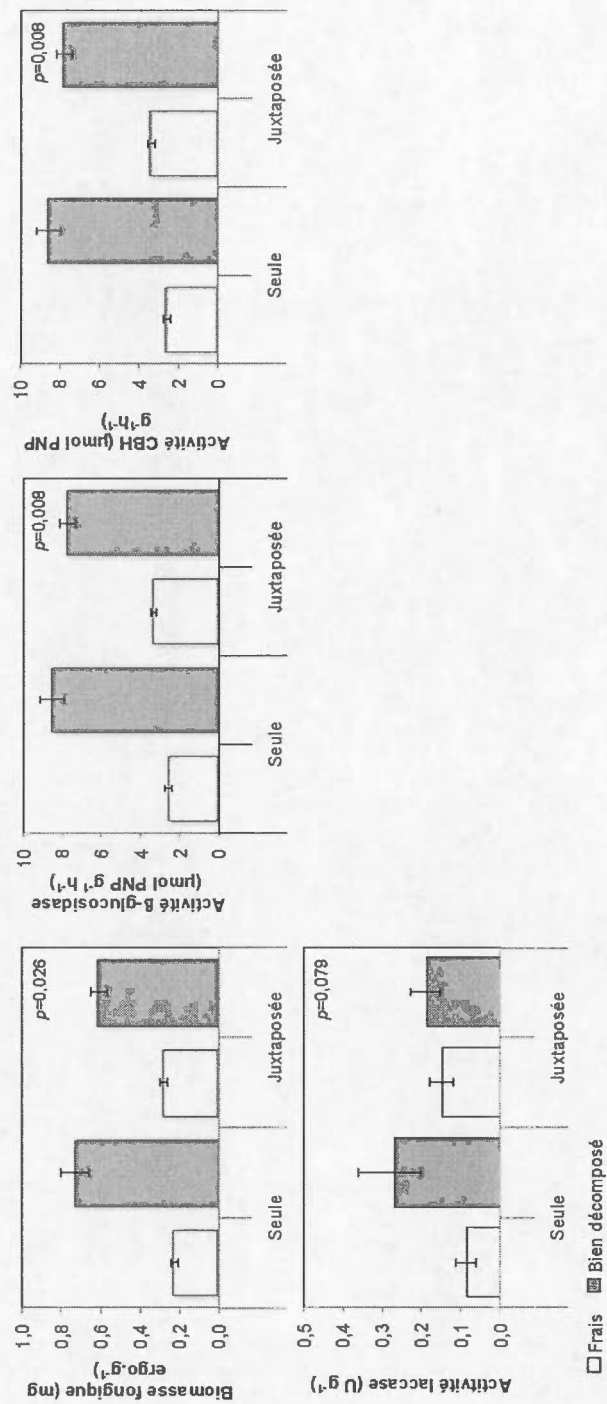 Biomasse fongique (mg
ergo.g⁻¹)
1,0
0,8
0,6
0,4
0,2
0,0
p=0,026
Seule
Juxtaposée
Activité β-glucosidase
(µmol PNP g⁻¹ h⁻¹)
10
8
6
4
2
0
p=0,008
Seule
Juxtaposée
Activité CBH (µmol PNP
g⁻¹h⁻¹)
10
8
6
4
2
0
p=0,008
Seule
Juxtaposée
Activité laccase (U g⁻¹)
0,5
0,4
0,3
0,2
0,1
0,0
p=0,079
Seule
Juxtaposée
Frais
Bien décomposé